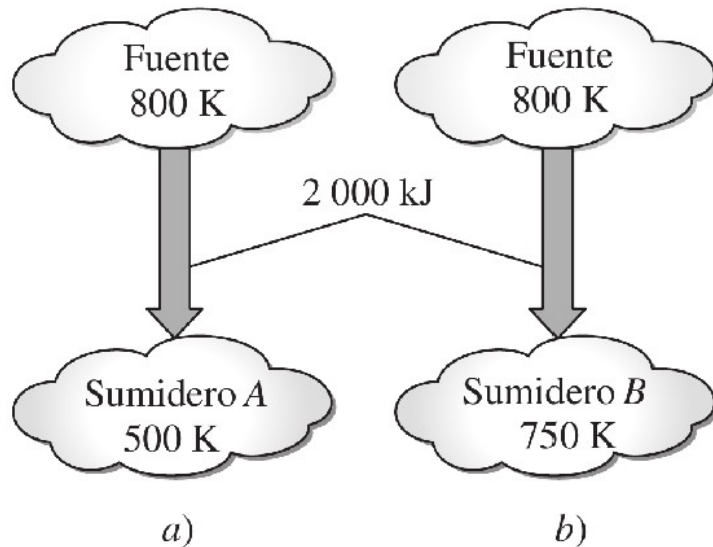 Fuente
800 K
Fuente
800 K
2 000 kJ
Sumidero A
500 K
Sumidero B
750 K
a)
b)